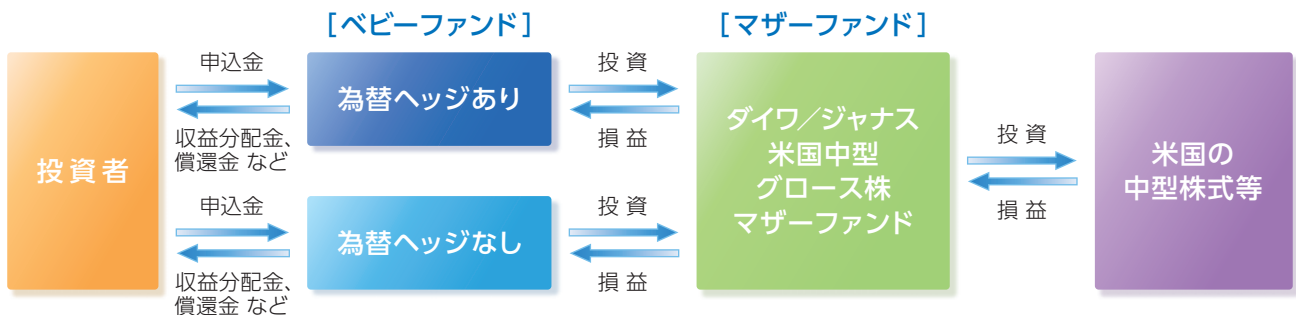 ［ベビーファンド］
［マザーファンド］
投資者
申込金
収益分配金、
償還金 など
申込金
収益分配金、
償還金 など
為替ヘッジあり
為替ヘッジなし
投 資
損 益
投 資
損 益
ダイワ／ジャナス
米国中型
グロース株
マザーファンド
投 資
損 益
米国の
中型株式等